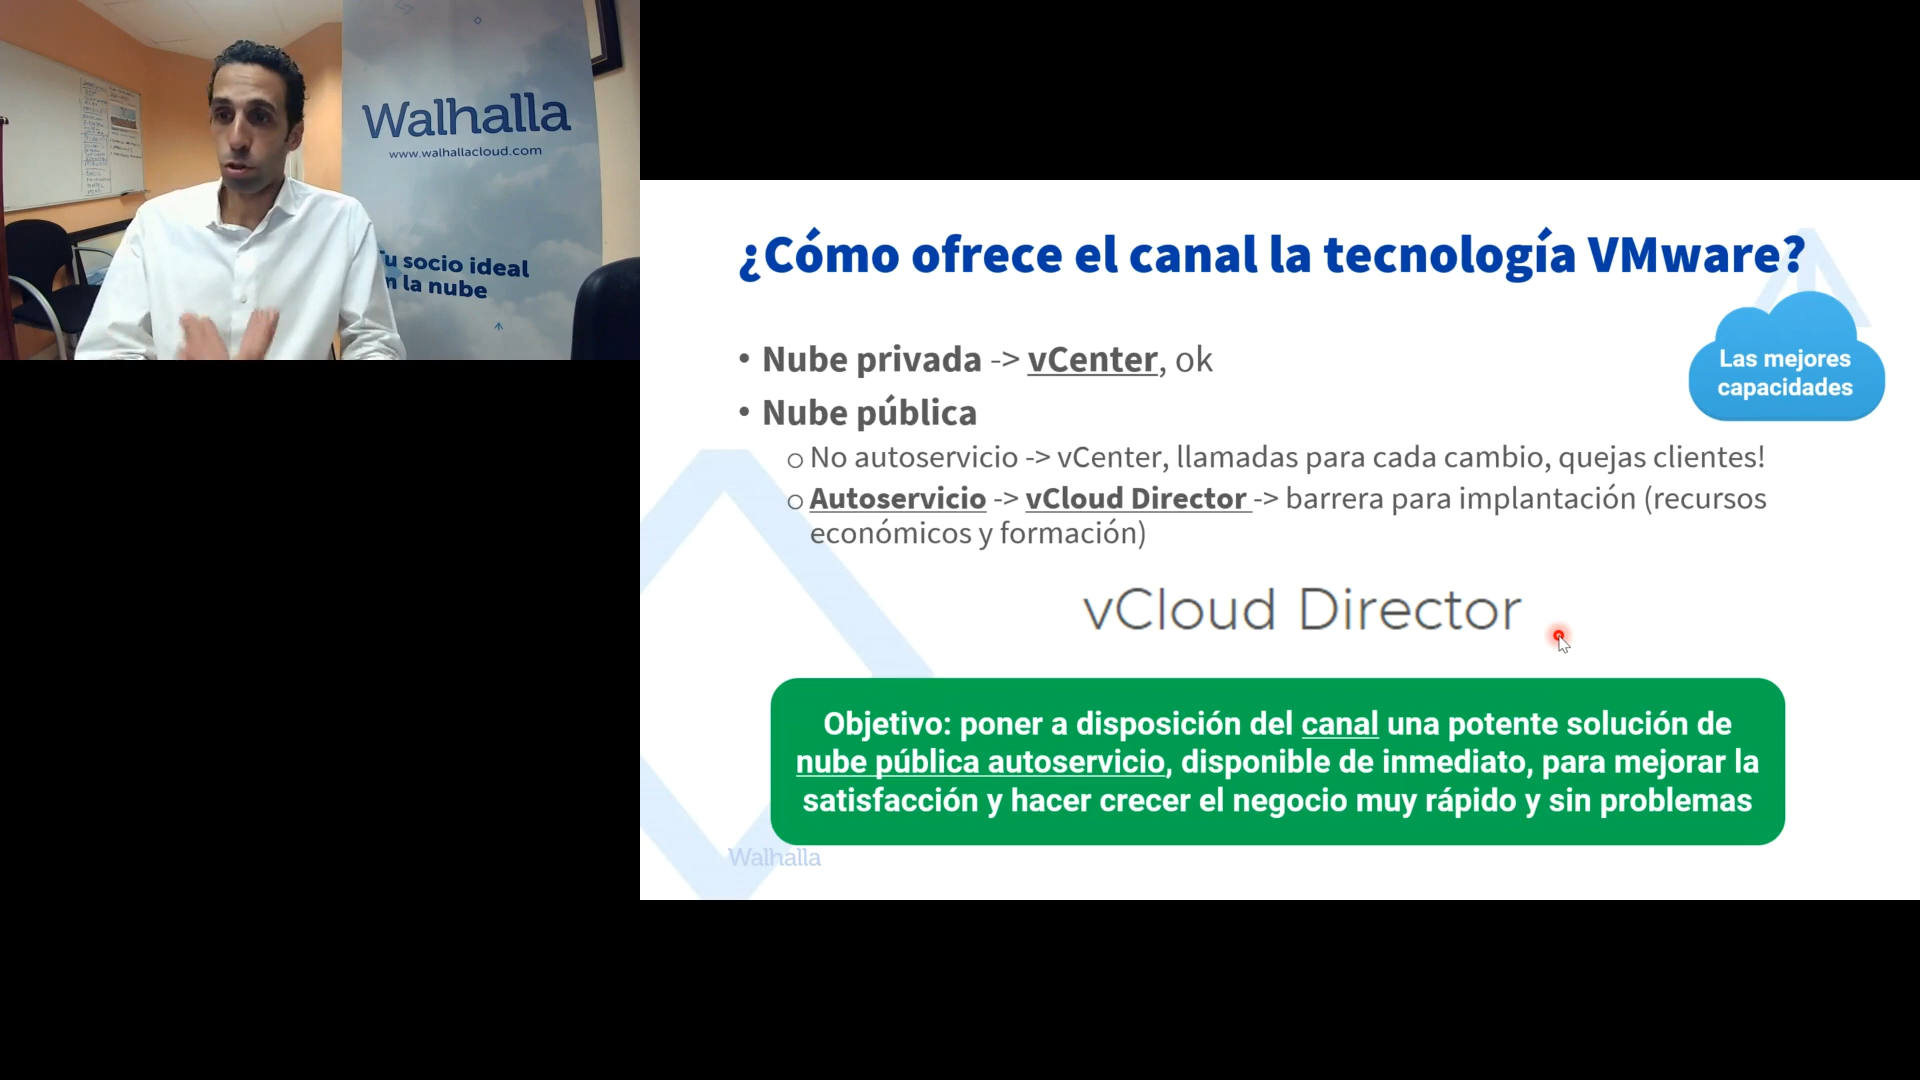 Walhalla
www.walhallacloud.com
u socio ideal
n la nube
¿Cómo ofrece el canal la tecnología VMware?
• Nube privada -> vCenter, ok
Las mejores
capacidades
• Nube pública
o No autoservicio -> vCenter, llamadas para cada cambio, quejas clientes!
o Autoservicio -> vCloud Director -> barrera para implantación (recursos
económicos y formación)
vCloud Director
Objetivo: poner a disposición del canal una potente solución de
nube pública autoservicio, disponible de inmediato, para mejorar la
satisfacción y hacer crecer el negocio muy rápido y sin problemas
Walhalla